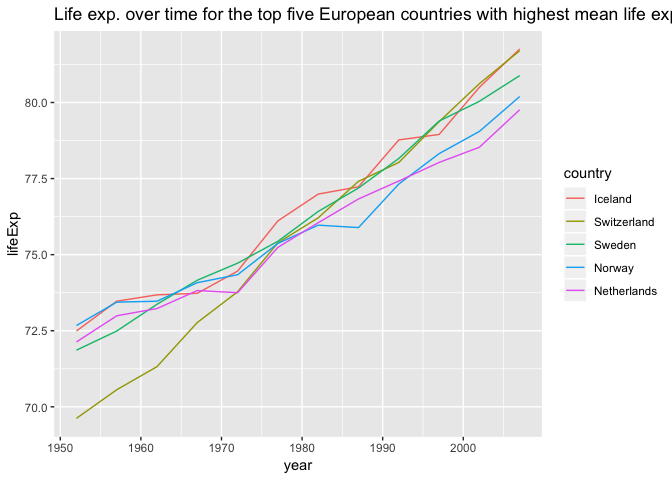 Life exp. over time for the top five European countries with highest mean life exp
80.0
77.5
75.0
72.5
70.0
lifeExp
1950 1960 1970 1980 1990 2000
year
country
Iceland
Switzerland
Sweden
Norway
Netherlands